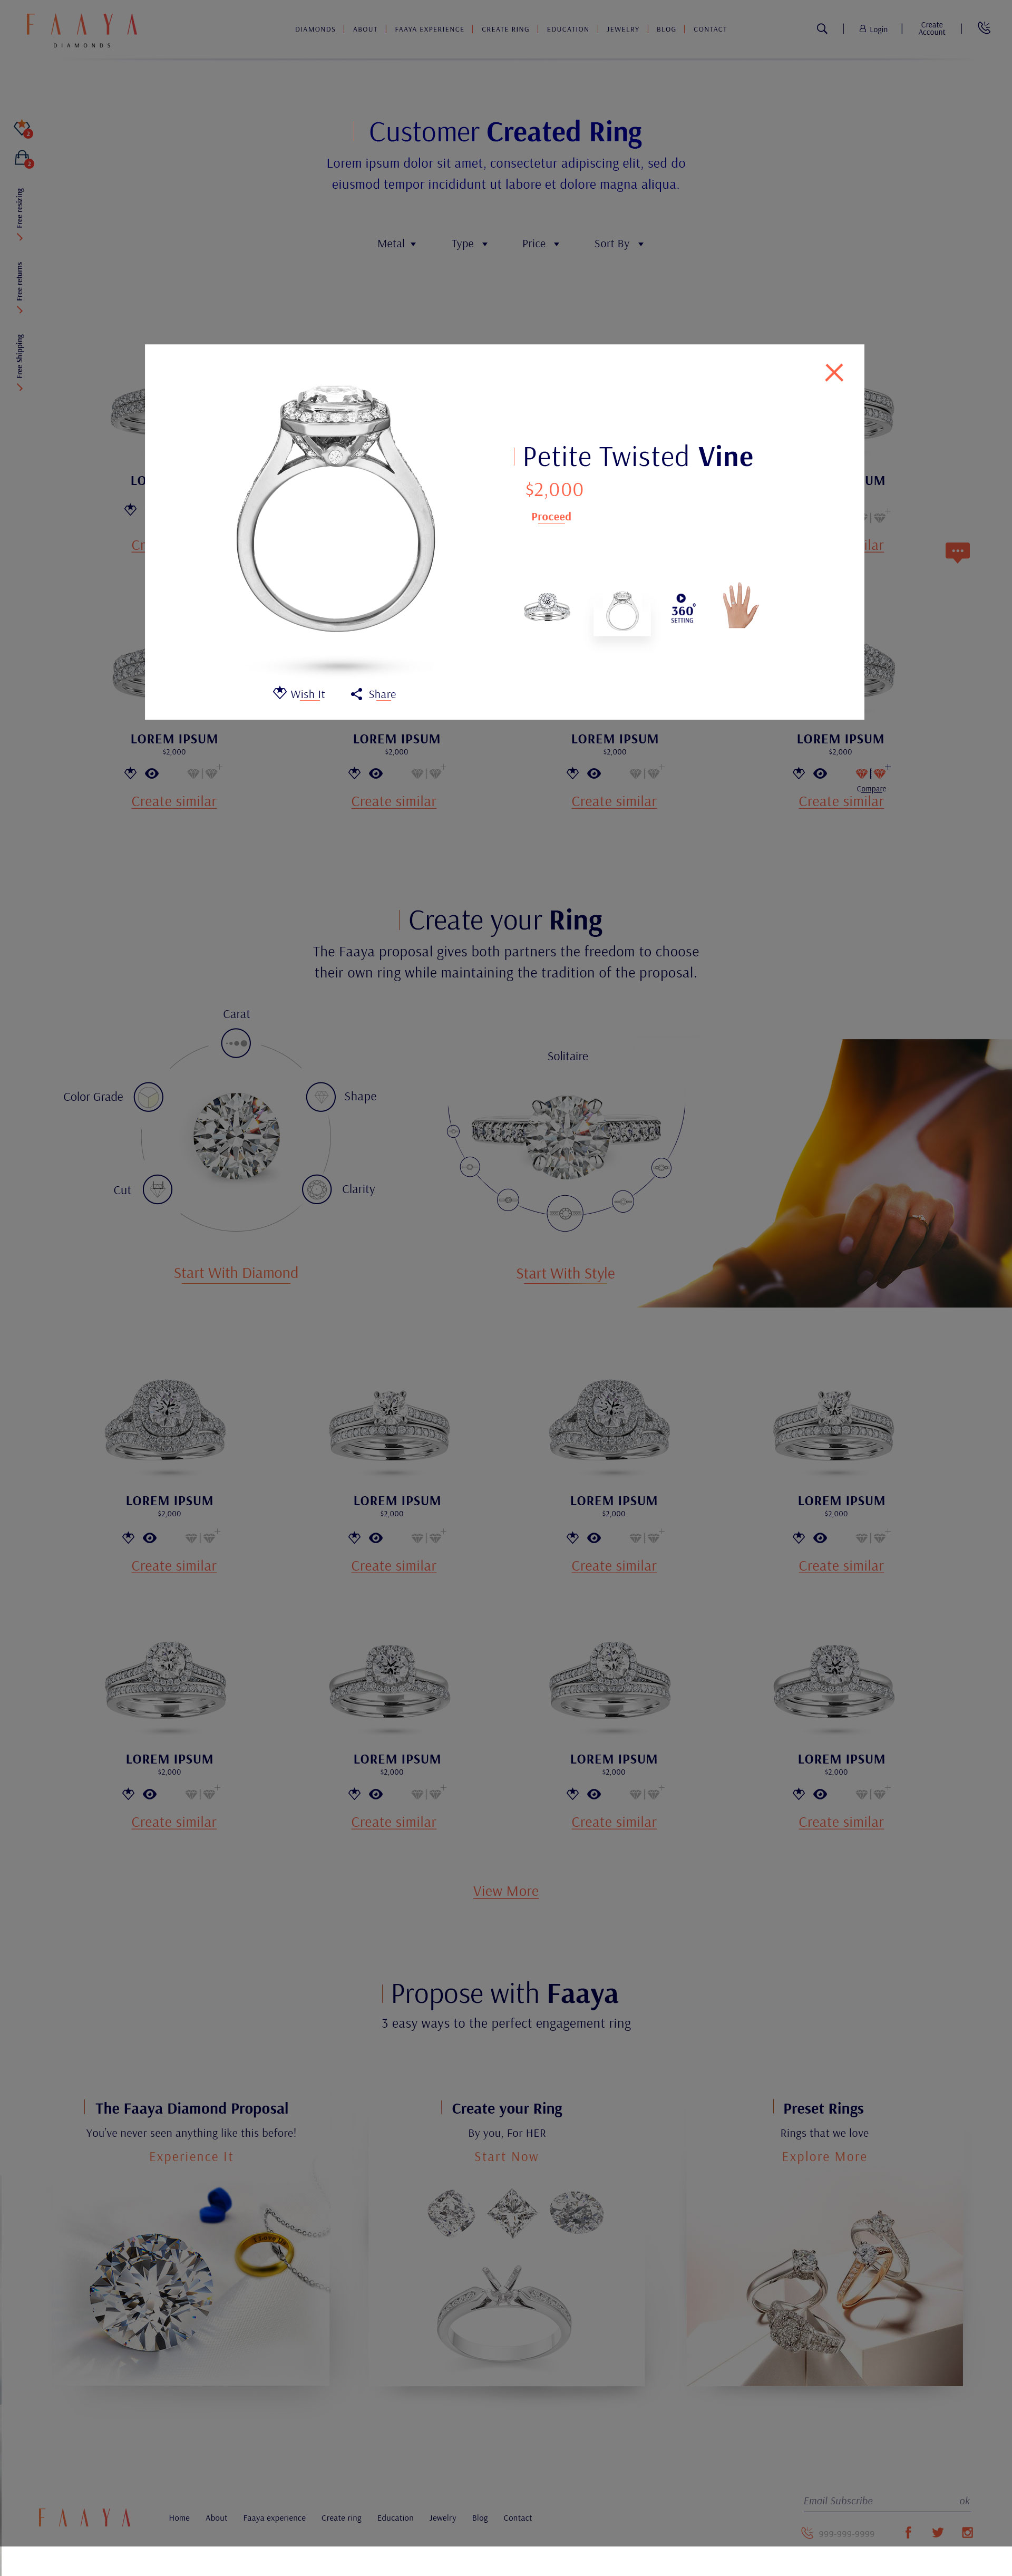 FAAYA
DIAMONDS
DIAMONDS
ABOUT
FAAYA EXPERIENCE
CREATE RING
EDUCATION
JEWELRY
BLOG
CONTACT
Login
Create
Account
2
2
Free resizing
Free returns
Free Shipping
Customer Created Ring
Lorem ipsum dolor sit amet, consectetur adipiscing elit, sed do
eiusmod tempor incididunt ut labore et dolore magna aliqua.
Metal
Type
Price
Sort By
Petite Twisted Vine
$2,000
Proceed
360°
SETTING
Wish It
Share
LOREM IPSUM
$2,000
Create similar
LOREM IPSUM
$2,000
Create similar
LOREM IPSUM
$2,000
Create similar
LOREM IPSUM
$2,000
Compare
Create similar
Create your Ring
The Faaya proposal gives both partners the freedom to choose
their own ring while maintaining the tradition of the proposal.
Carat
Color Grade
Shape
Cut
Clarity
Start With Diamond
Solitaire
Start With Style
LOREM IPSUM
$2,000
Create similar
LOREM IPSUM
$2,000
Create similar
LOREM IPSUM
$2,000
Create similar
LOREM IPSUM
$2,000
Create similar
LOREM IPSUM
$2,000
Create similar
LOREM IPSUM
$2,000
Create similar
LOREM IPSUM
$2,000
Create similar
LOREM IPSUM
$2,000
Create similar
View More
Propose with Faaya
3 easy ways to the perfect engagement ring
The Faaya Diamond Proposal
You've never seen anything like this before!
Experience It
Create your Ring
By you, For HER
Start Now
Preset Rings
Rings that we love
Explore More
FAAYA
Home
About
Faaya experience
Create ring
Education
Jewelry
Blog
Contact
Email Subscribe
ok
999-999-9999